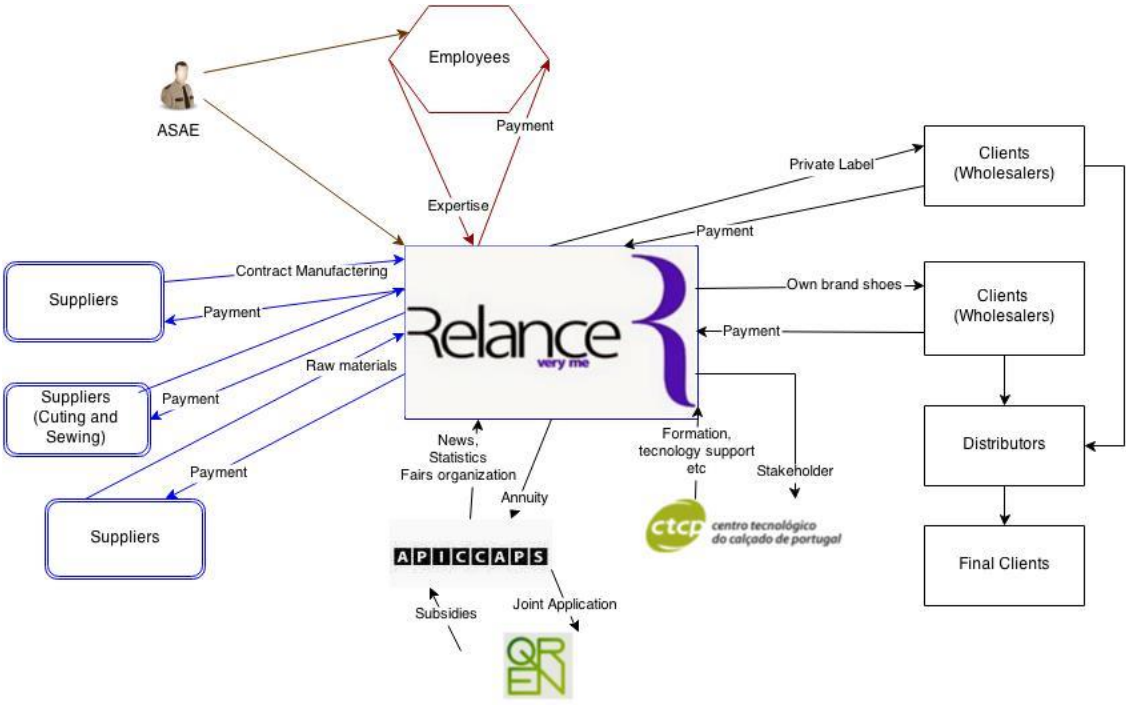 Employees
ASAE
Payment
Expertise
Private Label
Clients
(Wholesalers)
Payment
Contract Manufactering
Suppliers
Payment
Relance
very me
Own brand shoes
Clients
(Wholesalers)
Payment
Raw materials
Suppliers
(Cuting and
Sewing)
Payment
News,
Statistics
Fairs organization
Formation,
tecnology support
etc
Stakeholder
Distributors
Payment
Annuity
Suppliers
APICCAPS
ctcp
centro tecnológico
do calçado de portugal
Final Clients
Subsidies
Joint Application
QR
EN